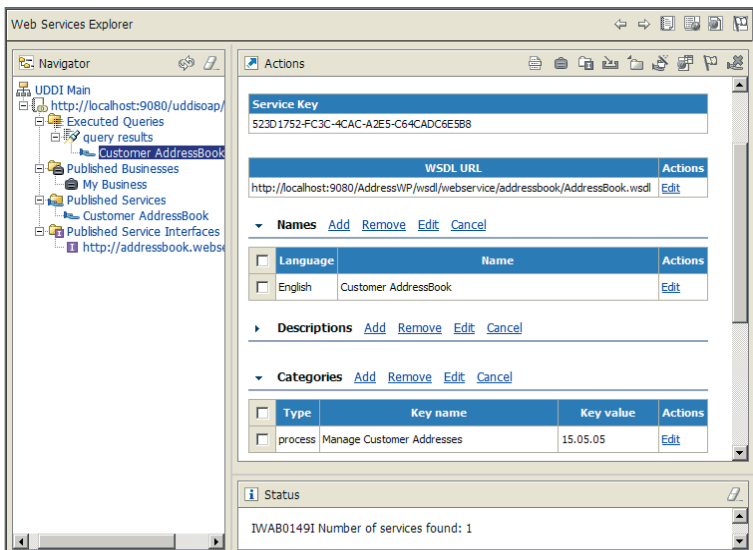 Web Services Explorer
Navigator
UDDI Main
http://localhost:9080/uddisoap/
Executed Queries
query results
Customer AddressBook
Published Businesses
My Business
Published Services
Customer AddressBook
Published Service Interfaces
http://addressbook.webse
Actions
Service Key
523D1752-FC3C-4CAC-A2E5-C64CADC6E5B8
WSDL URL Actions
http://localhost:9080/AddressWP/wsdl/webservice/addressbook/AddressBook.wsdl Edit
Names Add Remove Edit Cancel
Language Name Actions
English Customer AddressBook Edit
Descriptions Add Remove Edit Cancel
Categories Add Remove Edit Cancel
Type Key name Key value Actions
process Manage Customer Addresses 15.05.05 Edit
Status
IWAB0149I Number of services found: 1